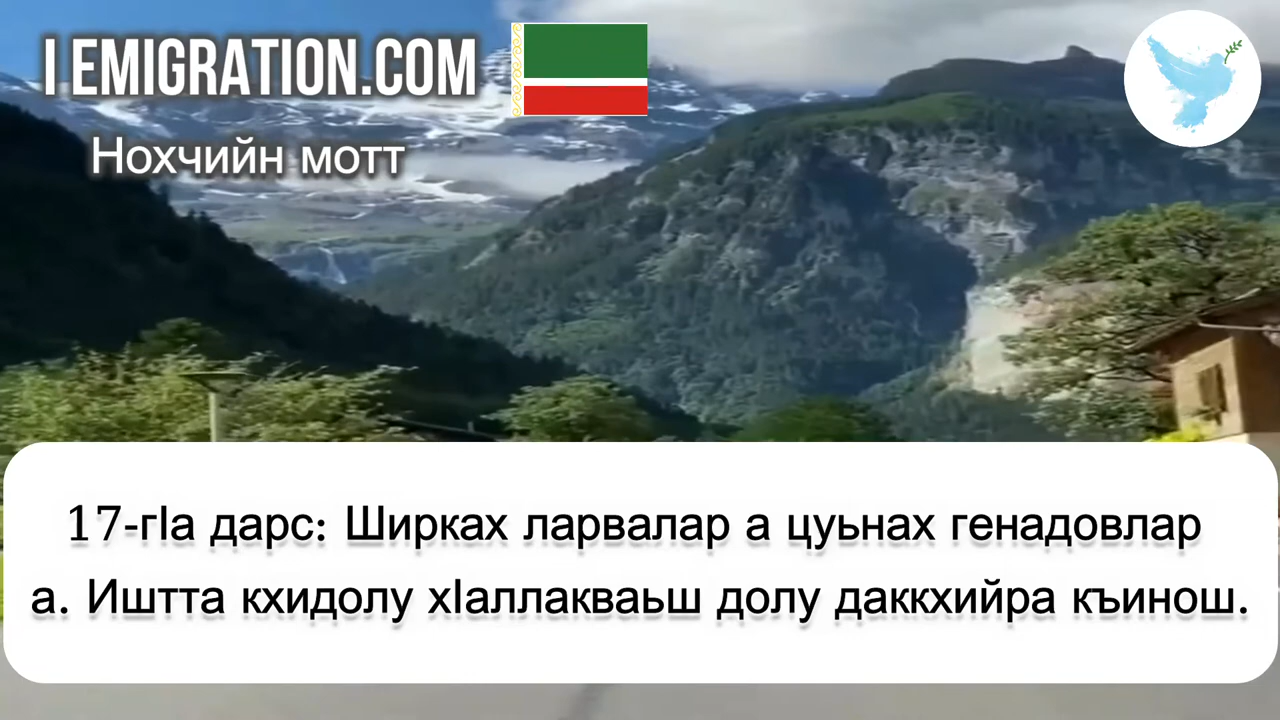 I EMIGRATION.COM
Нохчийн мотт
17-гӏа дарс: Ширках ларвалар а цуьнах генадовлар
а. Иштта кхидолу хӏаллакваьш долу даккхийра къинош.